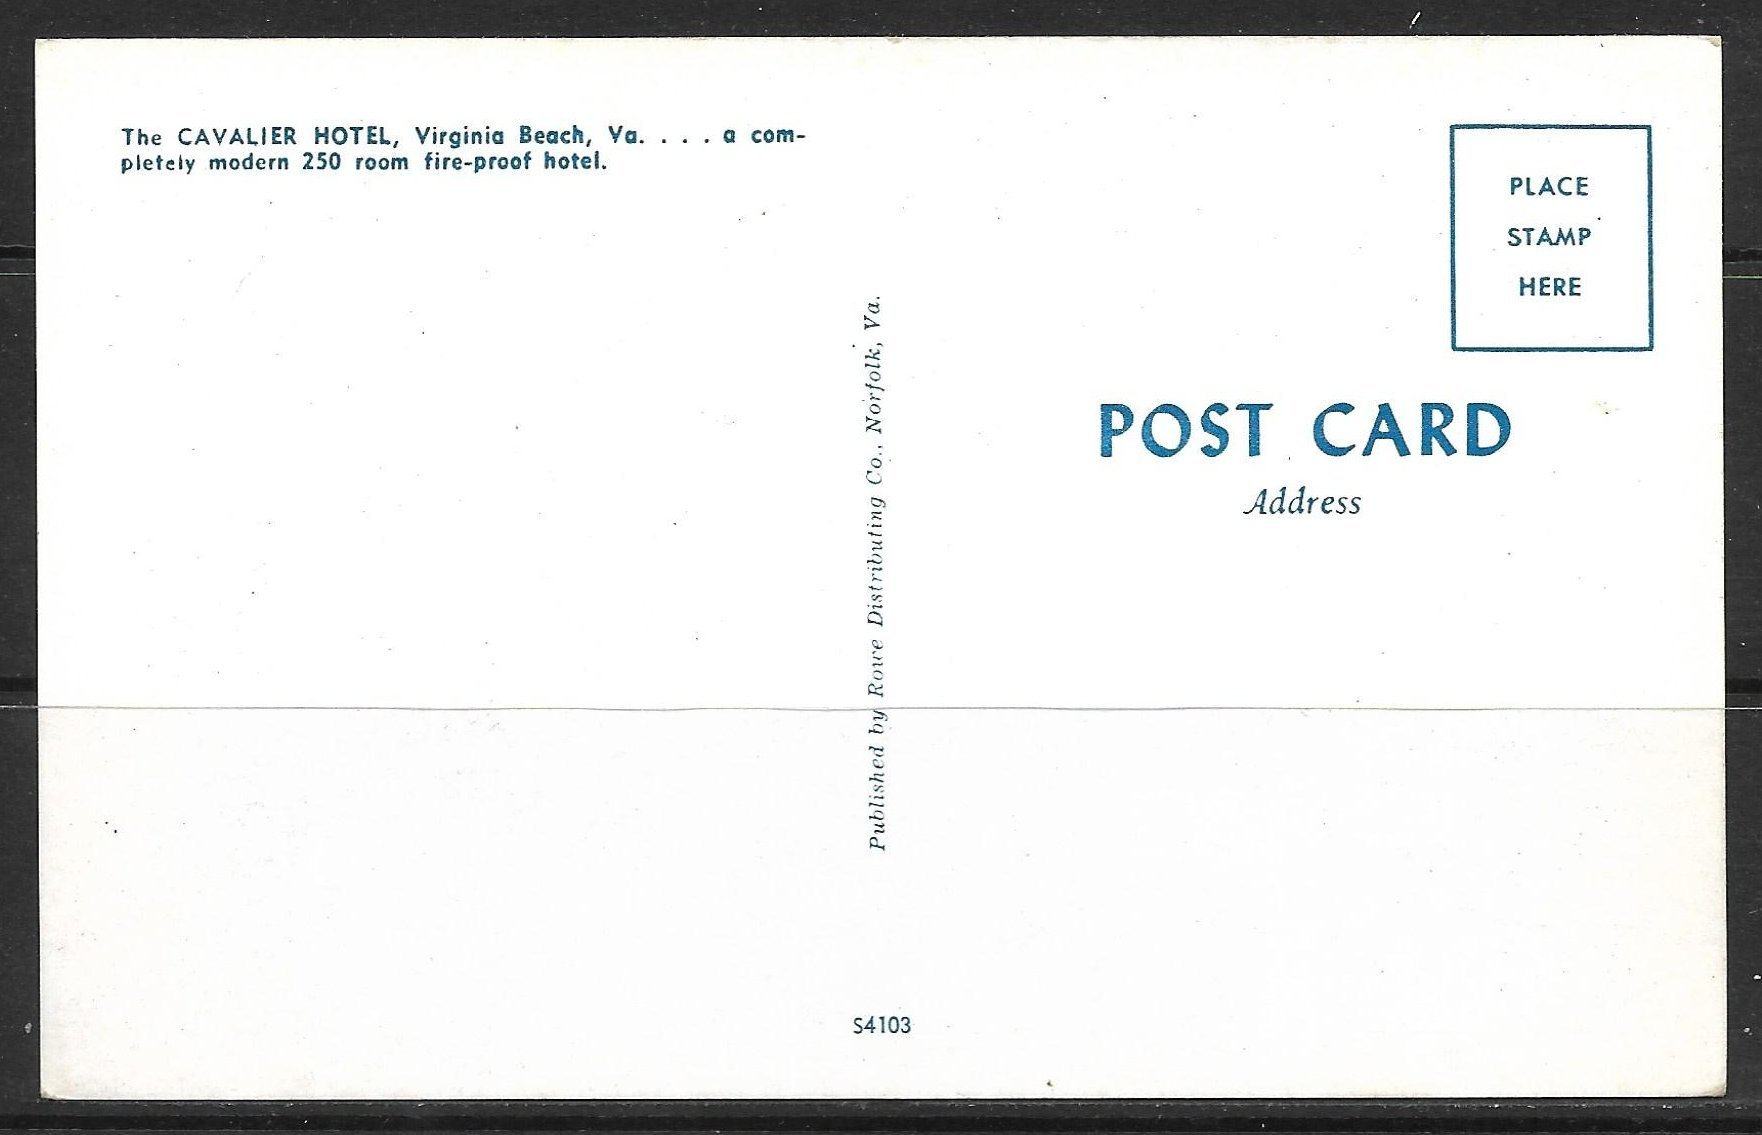 The CAVALIER HOTEL, Virginia Beach, Va. . . . a com-
pletely modern 250 room fire-proof hotel.
Published by Rowe Distributing Co., Norfolk, Va.
PLACE
STAMP
HERE
POST CARD
Address
S4103